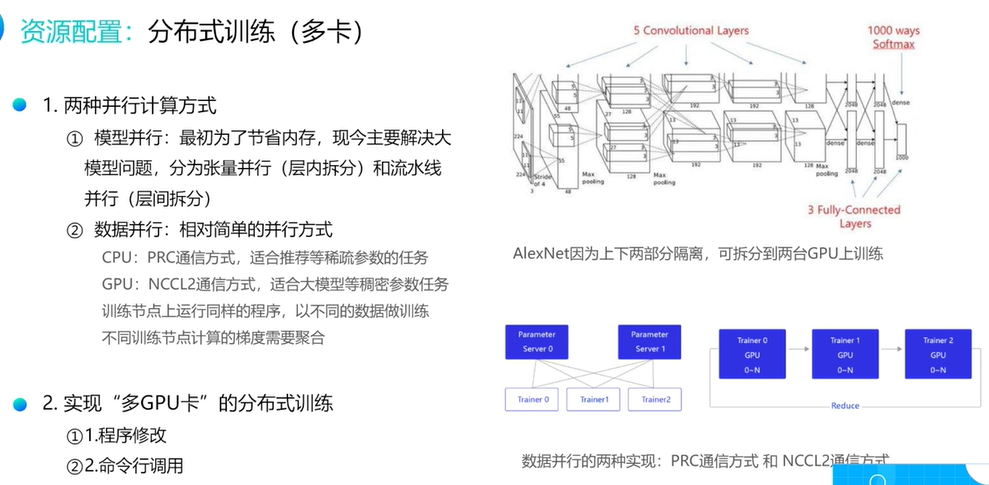 资源配置：分布式训练（多卡）
1. 两种并行计算方式
① 模型并行：最初为了节省内存，现今主要解决大
模型问题，分为张量并行（层内拆分）和流水线
并行（层间拆分）
② 数据并行：相对简单的并行方式
CPU：PRC通信方式，适合推荐等稀疏参数的任务
GPU：NCCL2通信方式，适合大模型等稠密参数任务
训练节点上运行同样的程序，以不同的数据做训练
不同训练节点计算的梯度需要聚合
2. 实现“多GPU卡”的分布式训练
①1.程序修改
②2.命令行调用
5 Convolutional Layers
1000 ways
Softmax
11
11
224
224
3
Stride
of 4
48
55
5
5
27
128
192
192
128
2048
2048
dense
55
48
5
5
27
3
3
128
Max
pooling
Max
pooling
13
13
3
3
192
13
3
3
192
13
128
Max
pooling
dense
dense
2048
2048
1000
3 Fully-Connected
Layers
AlexNet因为上下两部分隔离，可拆分到两台GPU上训练
Parameter
Server 0
Parameter
Server 1
Trainer 0
Trainer1
Trainer2
Trainer 0
GPU
0~N
Trainer 1
GPU
0~N
Trainer 2
GPU
0~N
Reduce
数据并行的两种实现：PRC通信方式 和 NCCL2通信方式